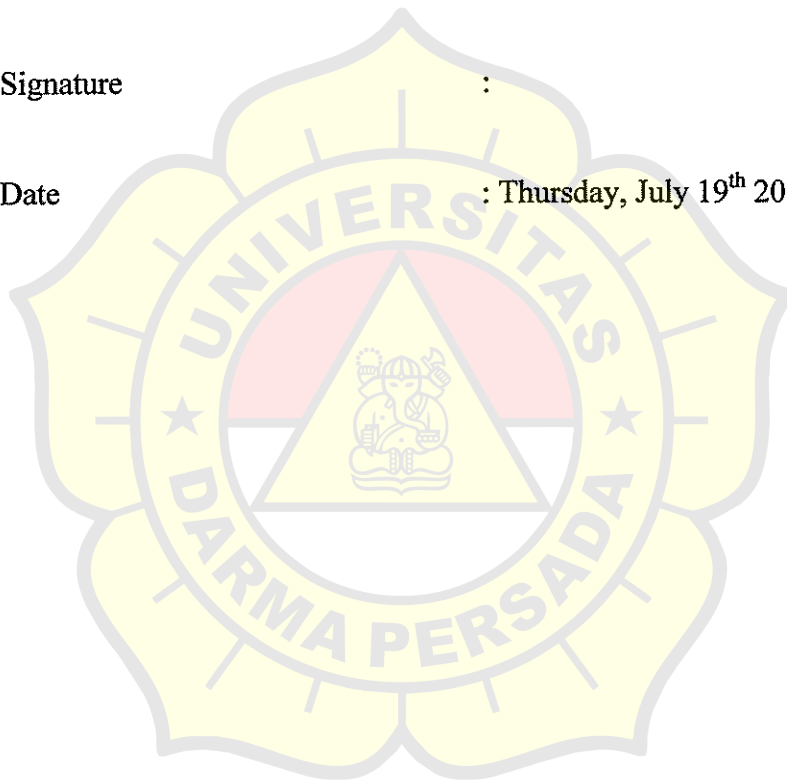 Signature :
Date : Thursday, July 19th 20
UNIVERSITAS
DARMA PERSADA